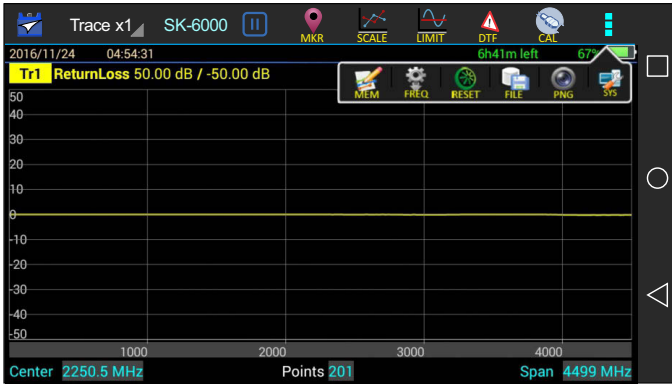 Trace x1 SK-6000 MKR SCALE LIMIT DTF CAL
2016/11/24 04:54:31 6h41m left 67%
Tr1 ReturnLoss 50.00 dB / -50.00 dB
MEM FREQ RESET FILE PNG SYS
50
40
30
20
10
0
-10
-20
-30
-40
-50
1000 2000 3000 4000
Center 2250.5 MHz Points 201 Span 4499 MHz